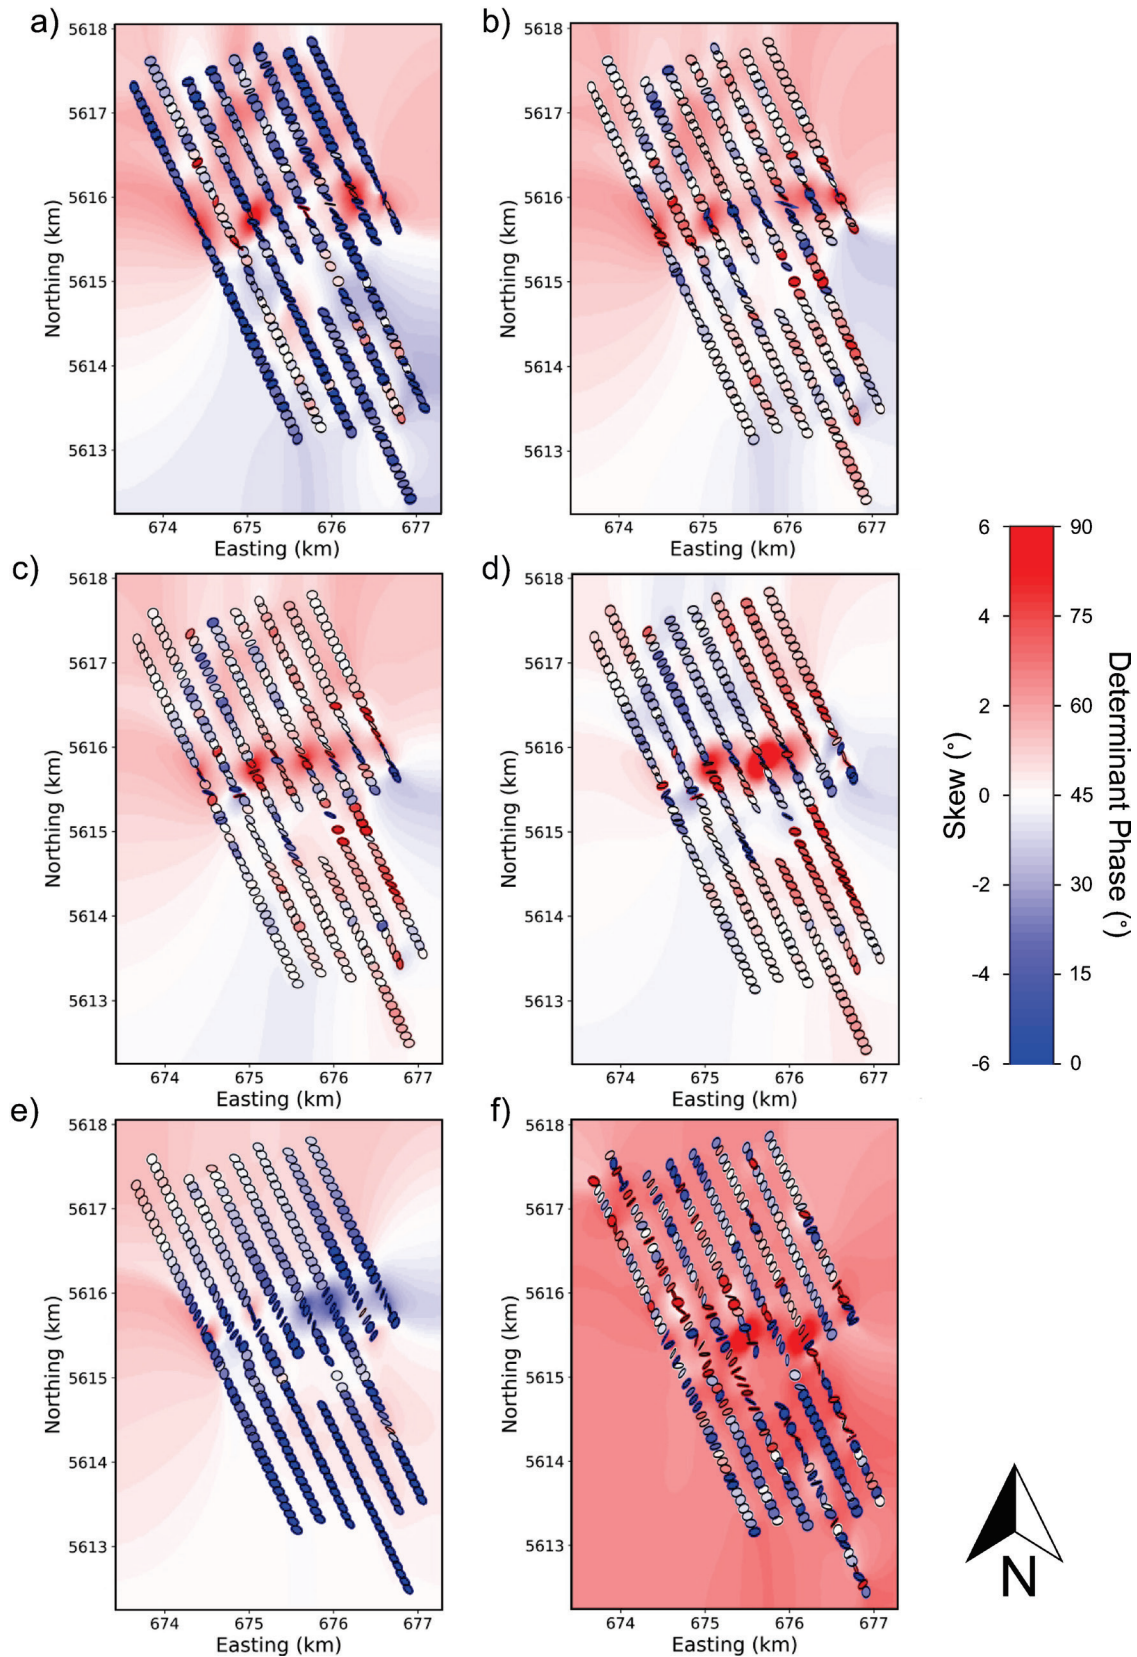 a)
5618
5617
5616
5615
5614
5613
Northing (km)
674 675 676 677
Easting (km)
b)
5618
5617
5616
5615
5614
5613
Northing (km)
674 675 676 677
Easting (km)
c)
5618
5617
5616
5615
5614
5613
Northing (km)
674 675 676 677
Easting (km)
d)
5618
5617
5616
5615
5614
5613
Northing (km)
674 675 676 677
Easting (km)
6 90
4 75
2 60
0 45
-2 30
-4 15
-6 0
Skew (°)
Determinant Phase (°)
e)
5618
5617
5616
5615
5614
5613
Northing (km)
674 675 676 677
Easting (km)
f)
5618
5617
5616
5615
5614
5613
Northing (km)
674 675 676 677
Easting (km)
N